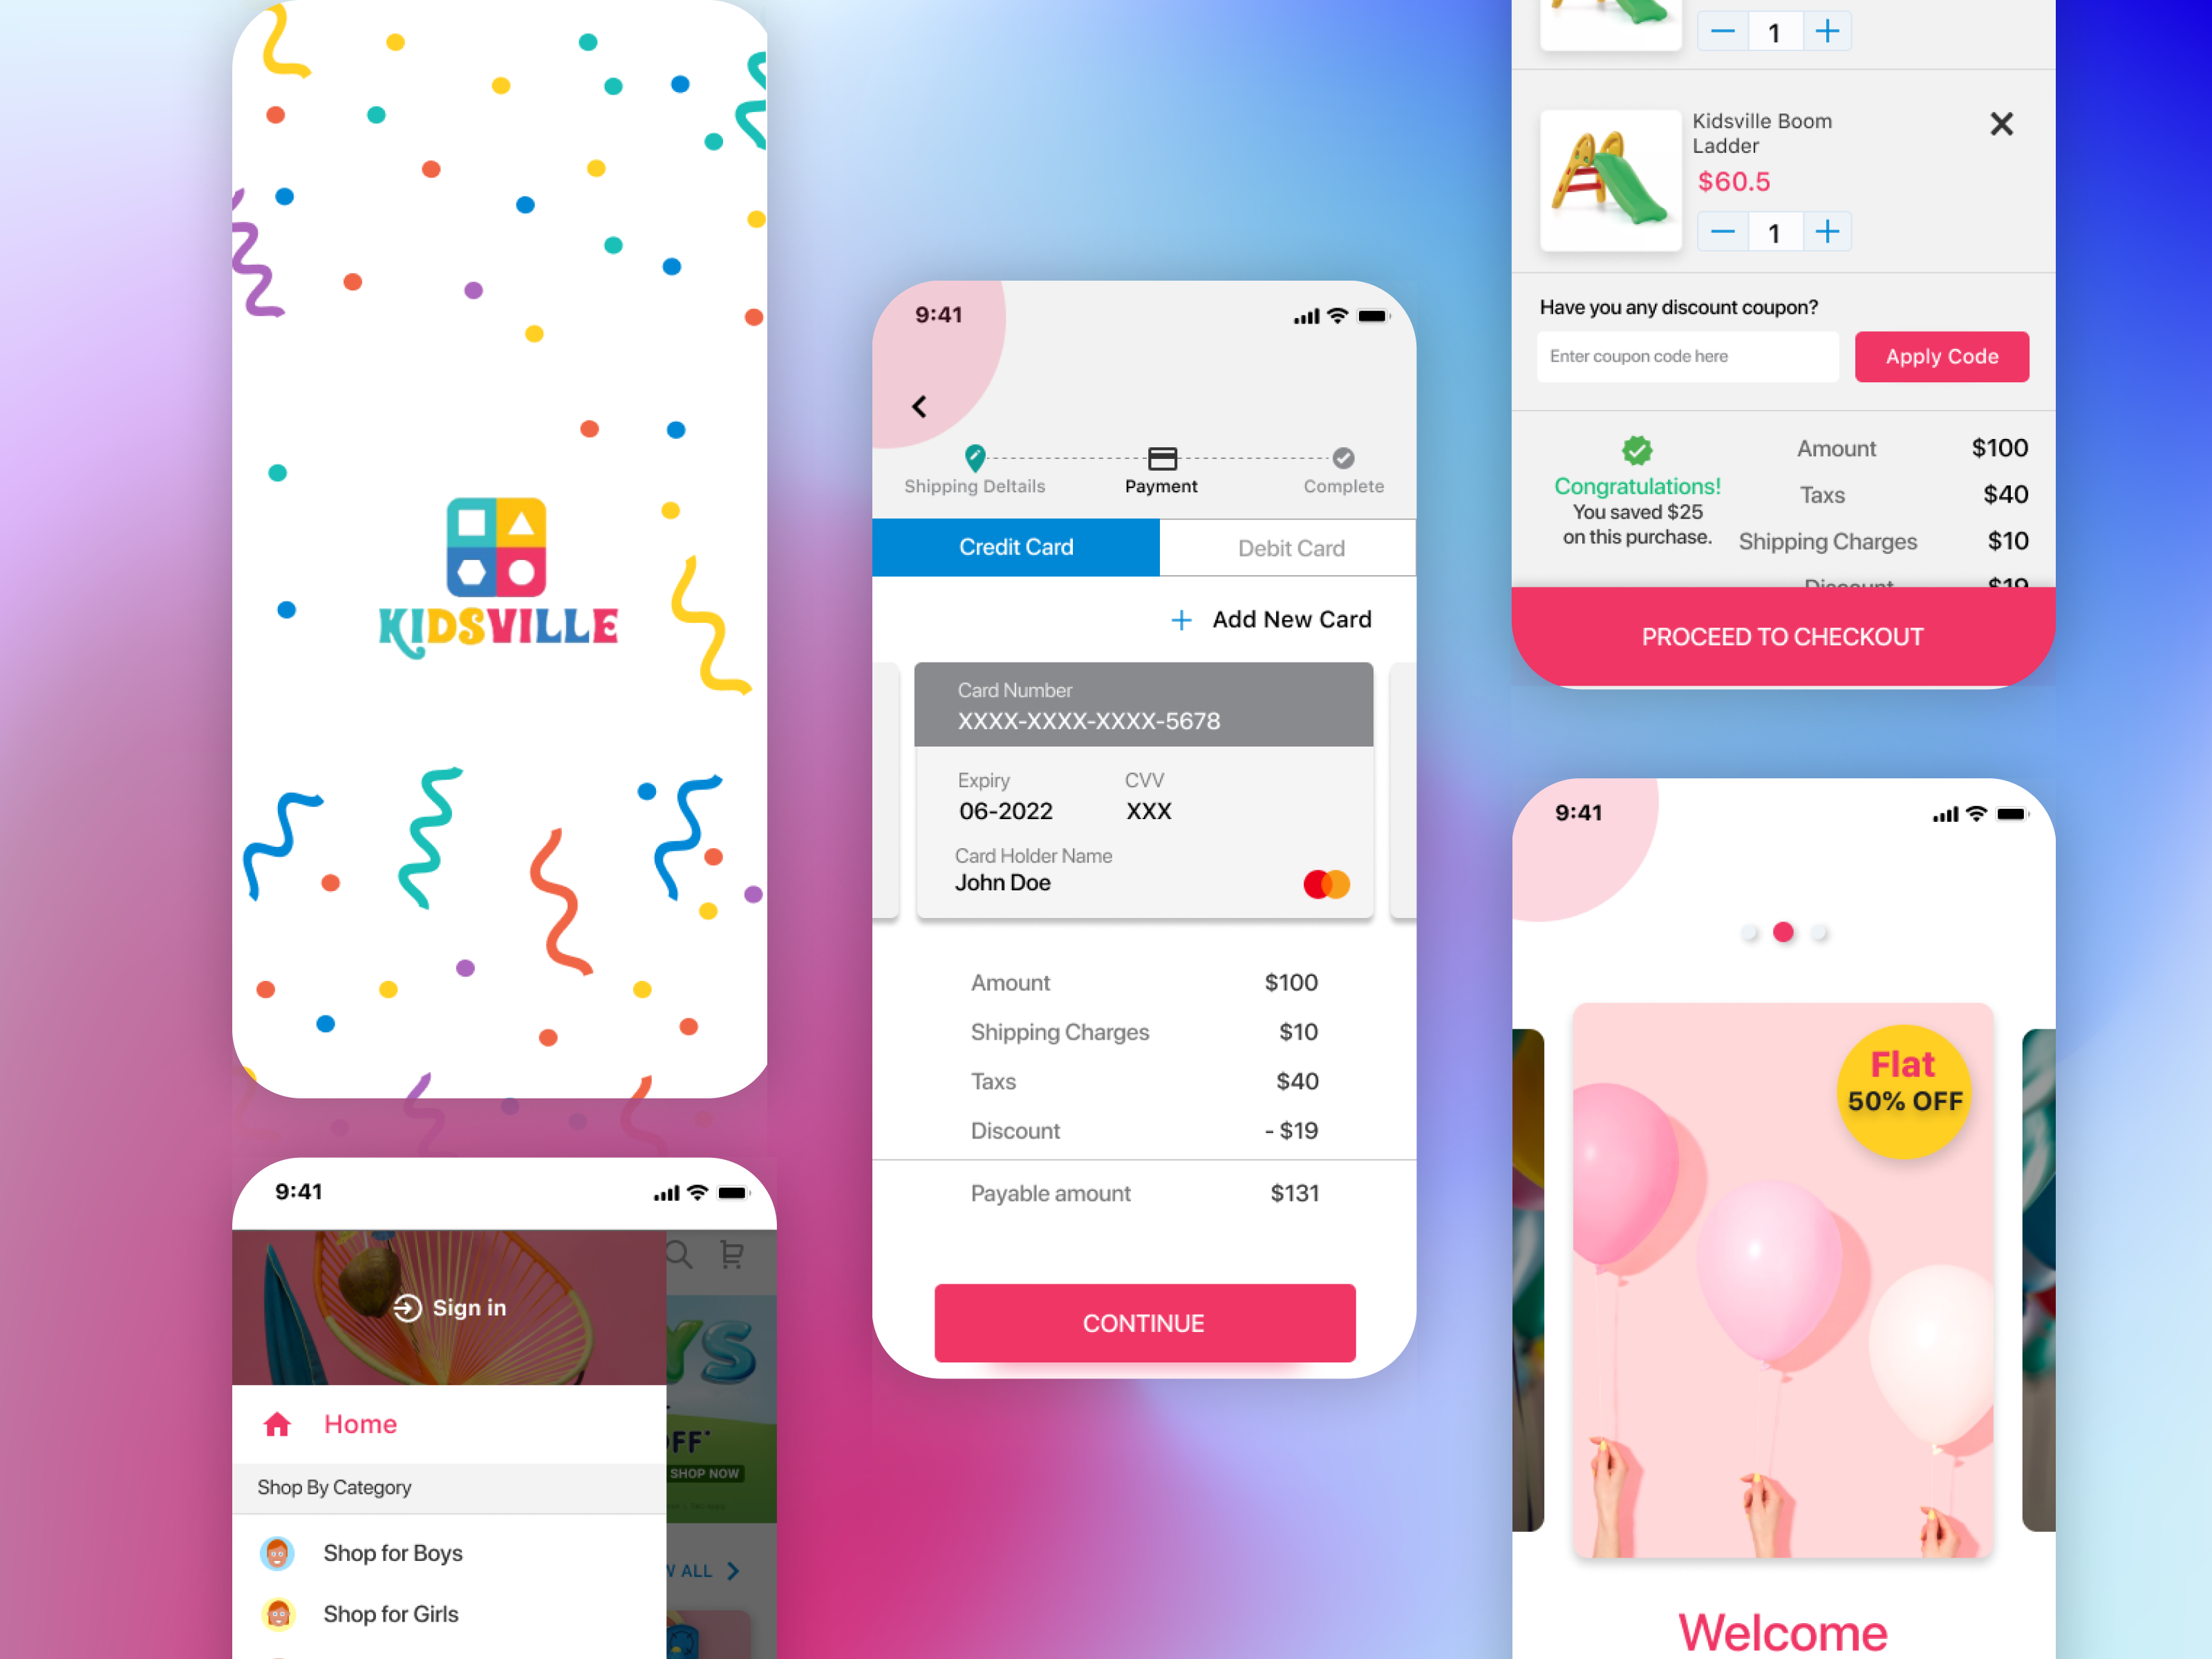 KIDSVILLE
9:41
Sign in
YS
FF*
SHOP NOW
Home
Shop By Category
Shop for Boys
Shop for Girls
W ALL
9:41
Shipping Deltails
Payment
Complete
Credit Card
Debit Card
+ Add New Card
Card Number
XXXX-XXXX-XXXX-5678
Expiry
CVV
06-2022
XXX
Card Holder Name
John Doe
Amount $100
Shipping Charges $10
Taxs $40
Discount - $19
Payable amount $131
CONTINUE
1
Kidsville Boom
Ladder
$60.5
1
Have you any discount coupon?
Enter coupon code here
Apply Code
Congratulations!
You saved $25
on this purchase.
Amount $100
Taxs $40
Shipping Charges $10
Discount $19
PROCEED TO CHECKOUT
9:41
Flat
50% OFF
Welcome